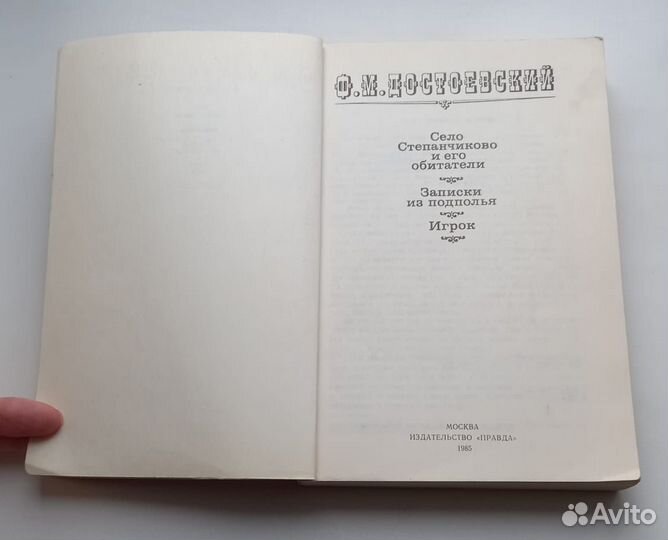 Ф.М.ДОСТОЕВСКИЙ
Село
Степанчиково
и его
обитатели
Записки
из подполья
Игрок
МОСКВА
ИЗДАТЕЛЬСТВО «ПРАВДА»
1985
Avito